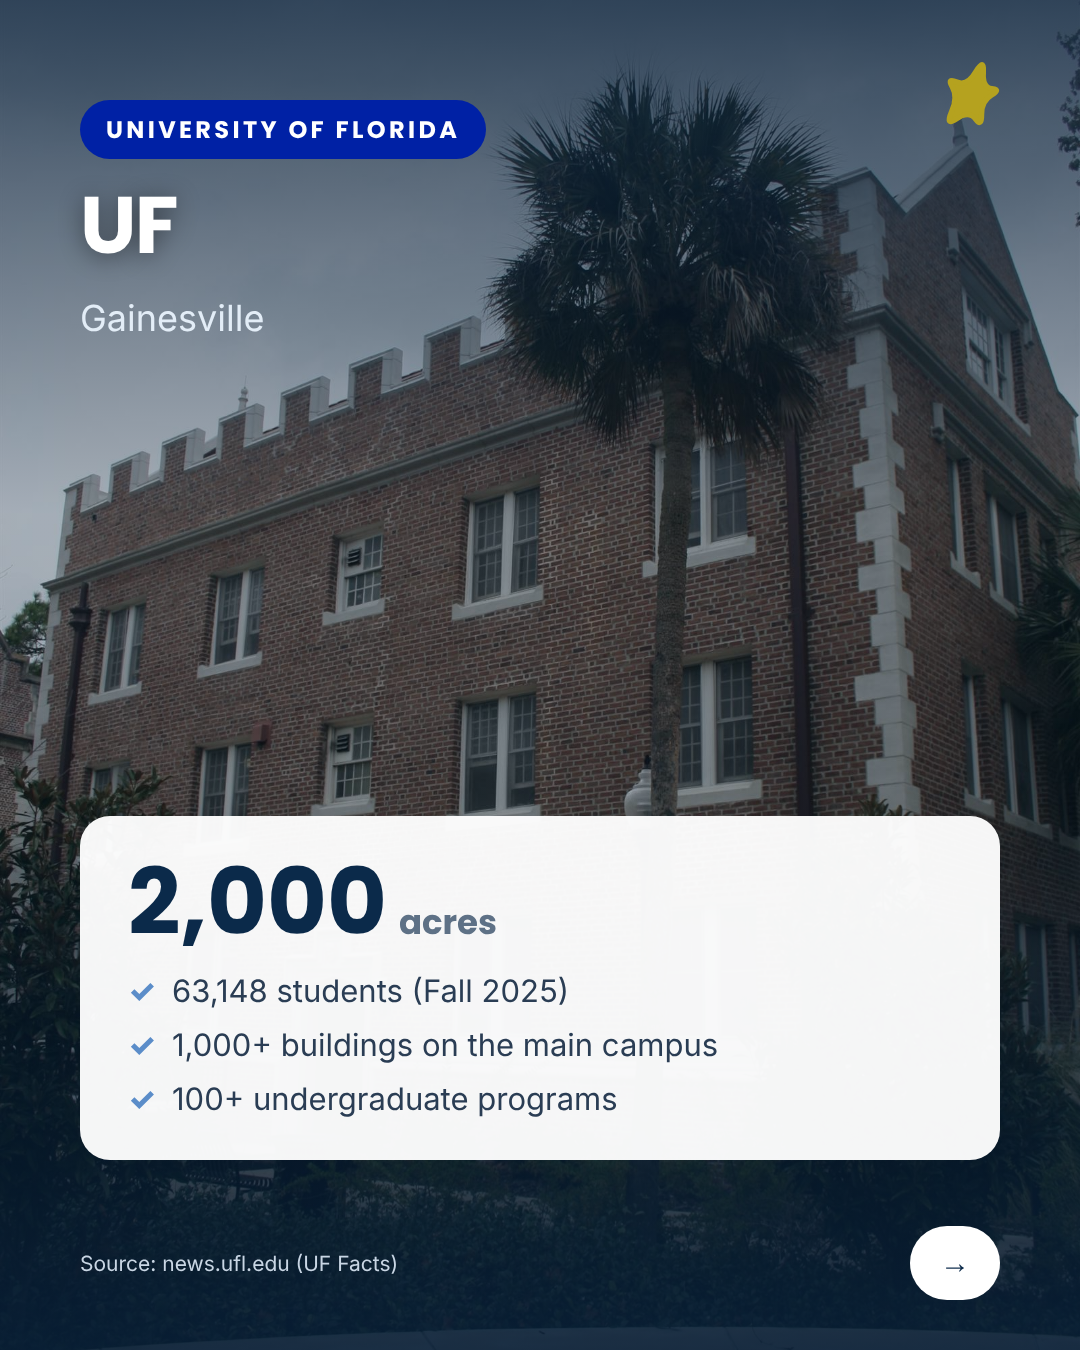 UNIVERSITY OF FLORIDA
UF
Gainesville
2,000 acres
63,148 students (Fall 2025)
1,000+ buildings on the main campus
100+ undergraduate programs
Source: news.ufl.edu (UF Facts)
→